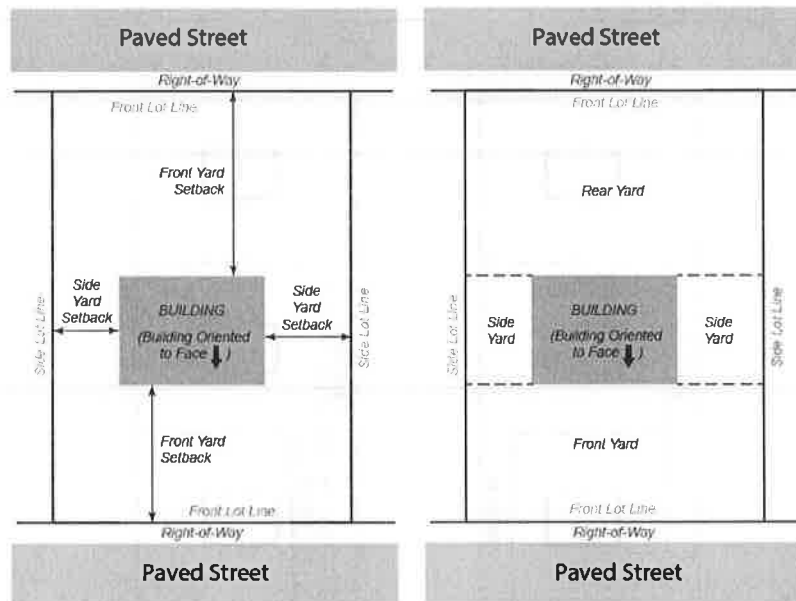 Paved Street
Right-of-Way
Front Lot Line
Front Yard
Setback
Side Lot Line
Side
Yard
Setback
BUILDING
(Building Oriented
to Face )
Side
Yard
Setback
Side Lot Line
Front Yard
Setback
Front Lot Line
Right-of-Way
Paved Street
Paved Street
Right-of-Way
Front Lot Line
Rear Yard
Side Lot Line
Side
Yard
BUILDING
(Building Oriented
to Face )
Side
Yard
Side Lot Line
Front Yard
Front Lot Line
Right-of-Way
Paved Street